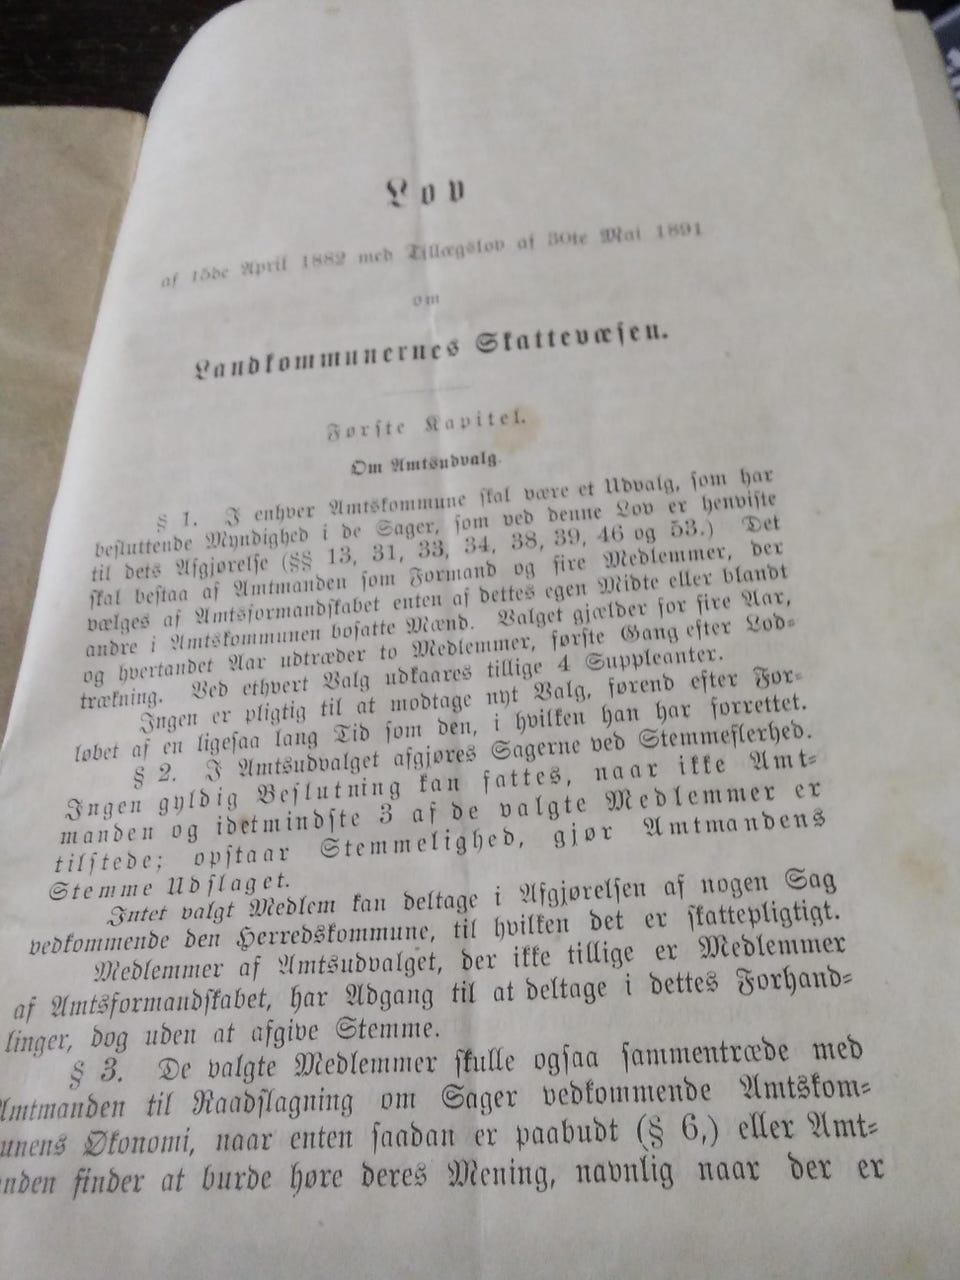 Lov
af 15de April 1882 med Tillægslov af 30te Mai 1891
om
Landkommunernes Skattevæsen.
Første Kapitel.
Om Amtsudvalg.
§ 1. I enhver Amtskommune skal være et Udvalg, som har
besluttende Myndighed i de Sager, som ved denne Lov er henviste
til dets Afgjørelse (§§ 13, 31, 33, 34, 38, 39, 46 og 53.) Det
skal bestaa af Amtmanden som Formand og fire Medlemmer, der
vælges af Amtsformandskabet enten af dettes egen Midte eller blandt
andre i Amtskommunen bosatte Mænd. Valget gjælder for fire Aar,
og hvertandet Aar udtræder to Medlemmer, første Gang efter Lod-
trækning. Ved ethvert Valg udkaares tillige 4 Suppleanter.
Ingen er pligtig til at modtage nyt Valg, førend efter For-
løbet af en ligesaa lang Tid som den, i hvilken han har forrettet.
§ 2. I Amtsudvalget afgjøres Sagerne ved Stemmeflerhed.
Ingen gyldig Beslutning kan fattes, naar ikke Amt-
manden og idetmindste 3 af de valgte Medlemmer er
tilstede; opstaar Stemmelighed, gjør Amtmandens
Stemme Udslaget.
Intet valgt Medlem kan deltage i Afgjørelsen af nogen Sag
vedkommende den Herredskommune, til hvilken det er skattepligtigt.
Medlemmer af Amtsudvalget, der ikke tillige er Medlemmer
af Amtsformandskabet, har Adgang til at deltage i dettes Forhand-
linger, dog uden at afgive Stemme.
§ 3. De valgte Medlemmer skulle ogsaa sammentræde med
Amtmanden til Raadslagning om Sager vedkommende Amtskom-
unens Økonomi, naar enten saadan er paabudt (§ 6,) eller Amt-
nden finder at burde høre deres Mening, navnlig naar der er